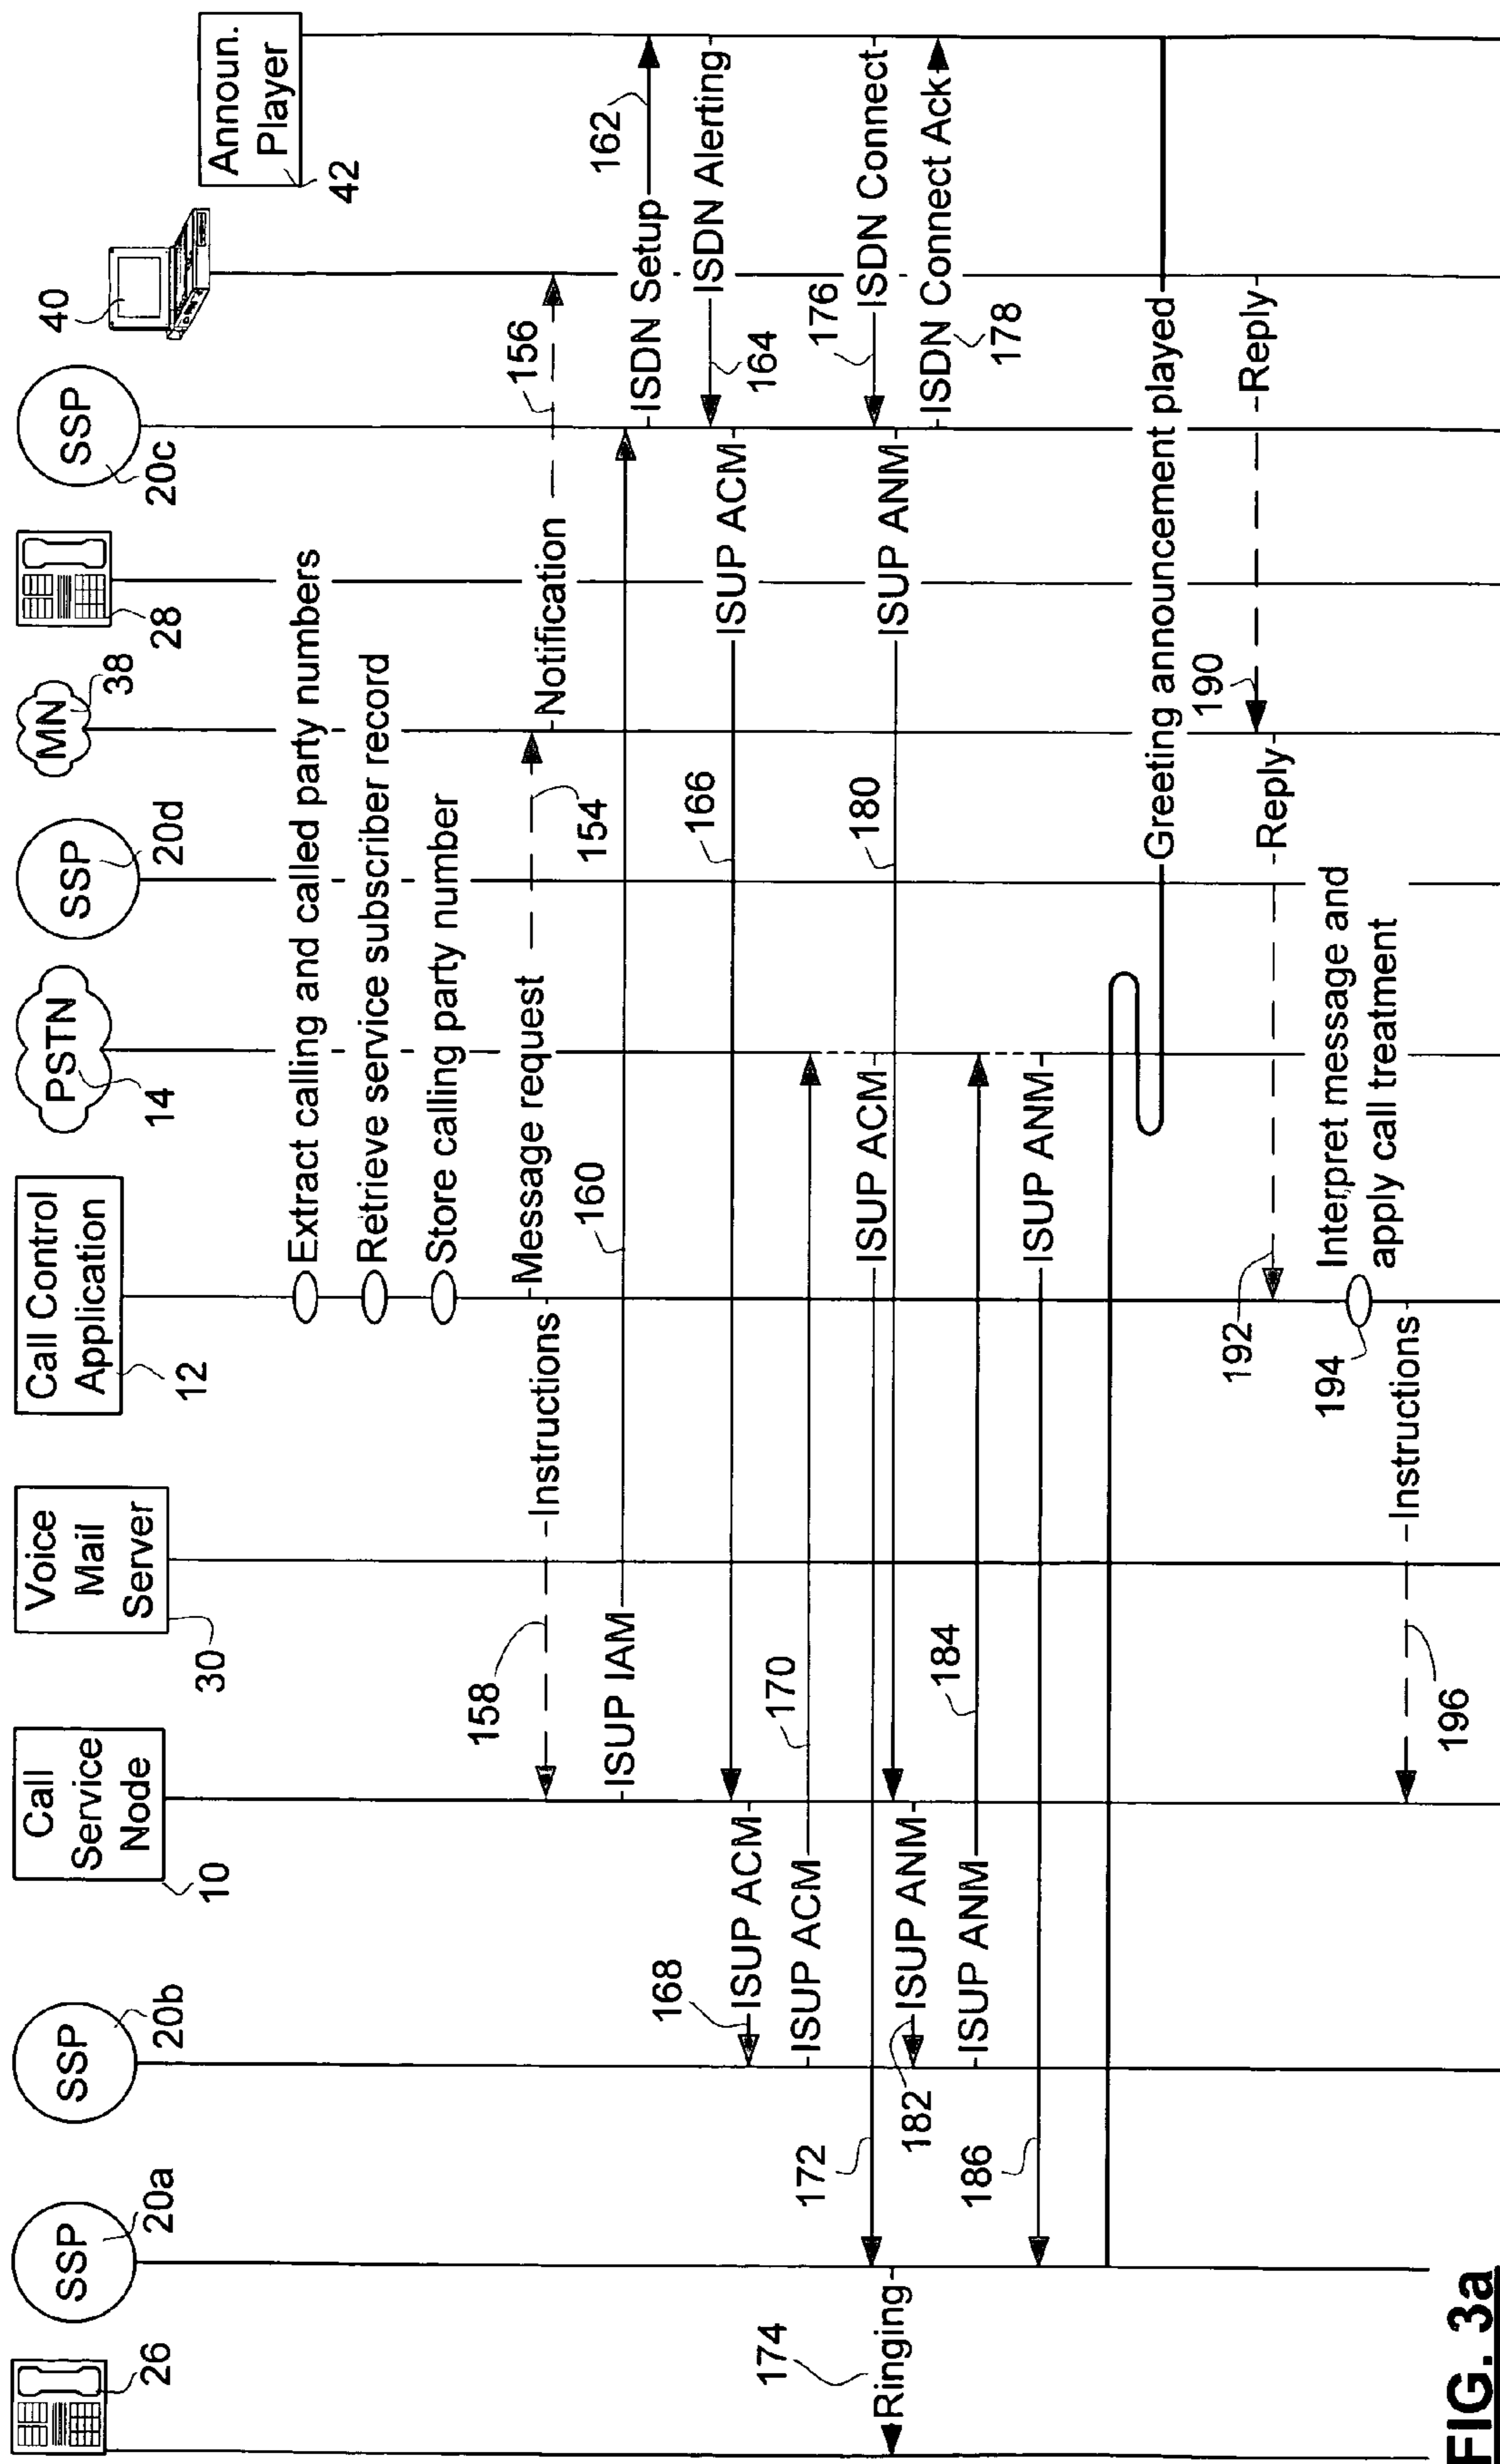 26
SSP
20a
SSP
20b
Call
Service
Node
10
Voice
Mail
Server
30
Call Control
Application
12
PSTN
14
SSP
20d
MN
38
28
SSP
20c
40
Announ.
Player
42
Extract calling and called party numbers
Retrieve service subscriber record
Store calling party number
Message request
154
Notification
156
Instructions
158
ISUP IAM
160
ISDN Setup
162
ISDN Alerting
164
ISUP ACM
166
ISUP ACM
168
ISUP ACM
170
ISUP ACM
172
Ringing
174
ISDN Connect
176
ISDN Connect Ack
178
ISUP ANM
180
ISUP ANM
182
ISUP ANM
184
ISUP ANM
186
Greeting announcement played
Reply
190
Reply
192
Interpret message and
apply call treatment
194
Instructions
196
FIG. 3a